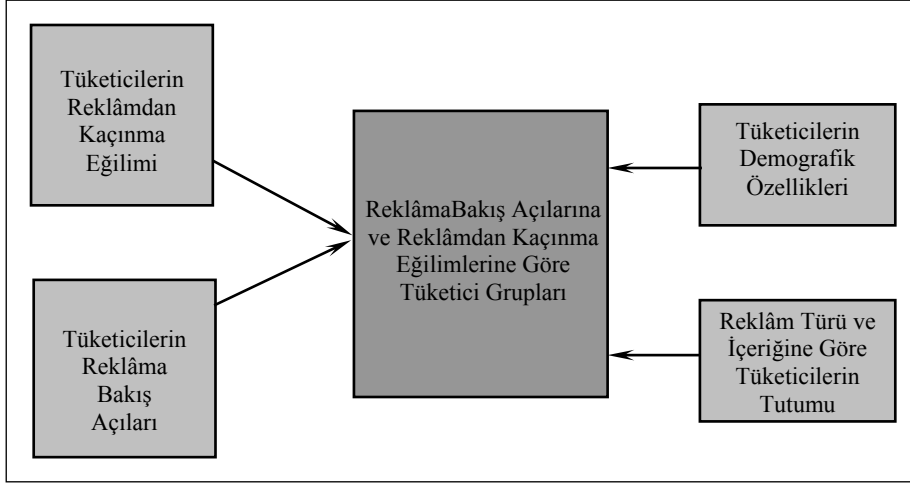 Tüketicilerin
Reklâmdan
Kaçınma
Eğilimi
Tüketicilerin
Reklâma
Bakış
Açıları
ReklâmaBakış Açılarına
ve Reklâmdan Kaçınma
Eğilimlerine Göre
Tüketici Grupları
Tüketicilerin
Demografik
Özellikleri
Reklâm Türü ve
İçeriğine Göre
Tüketicilerin
Tutumu